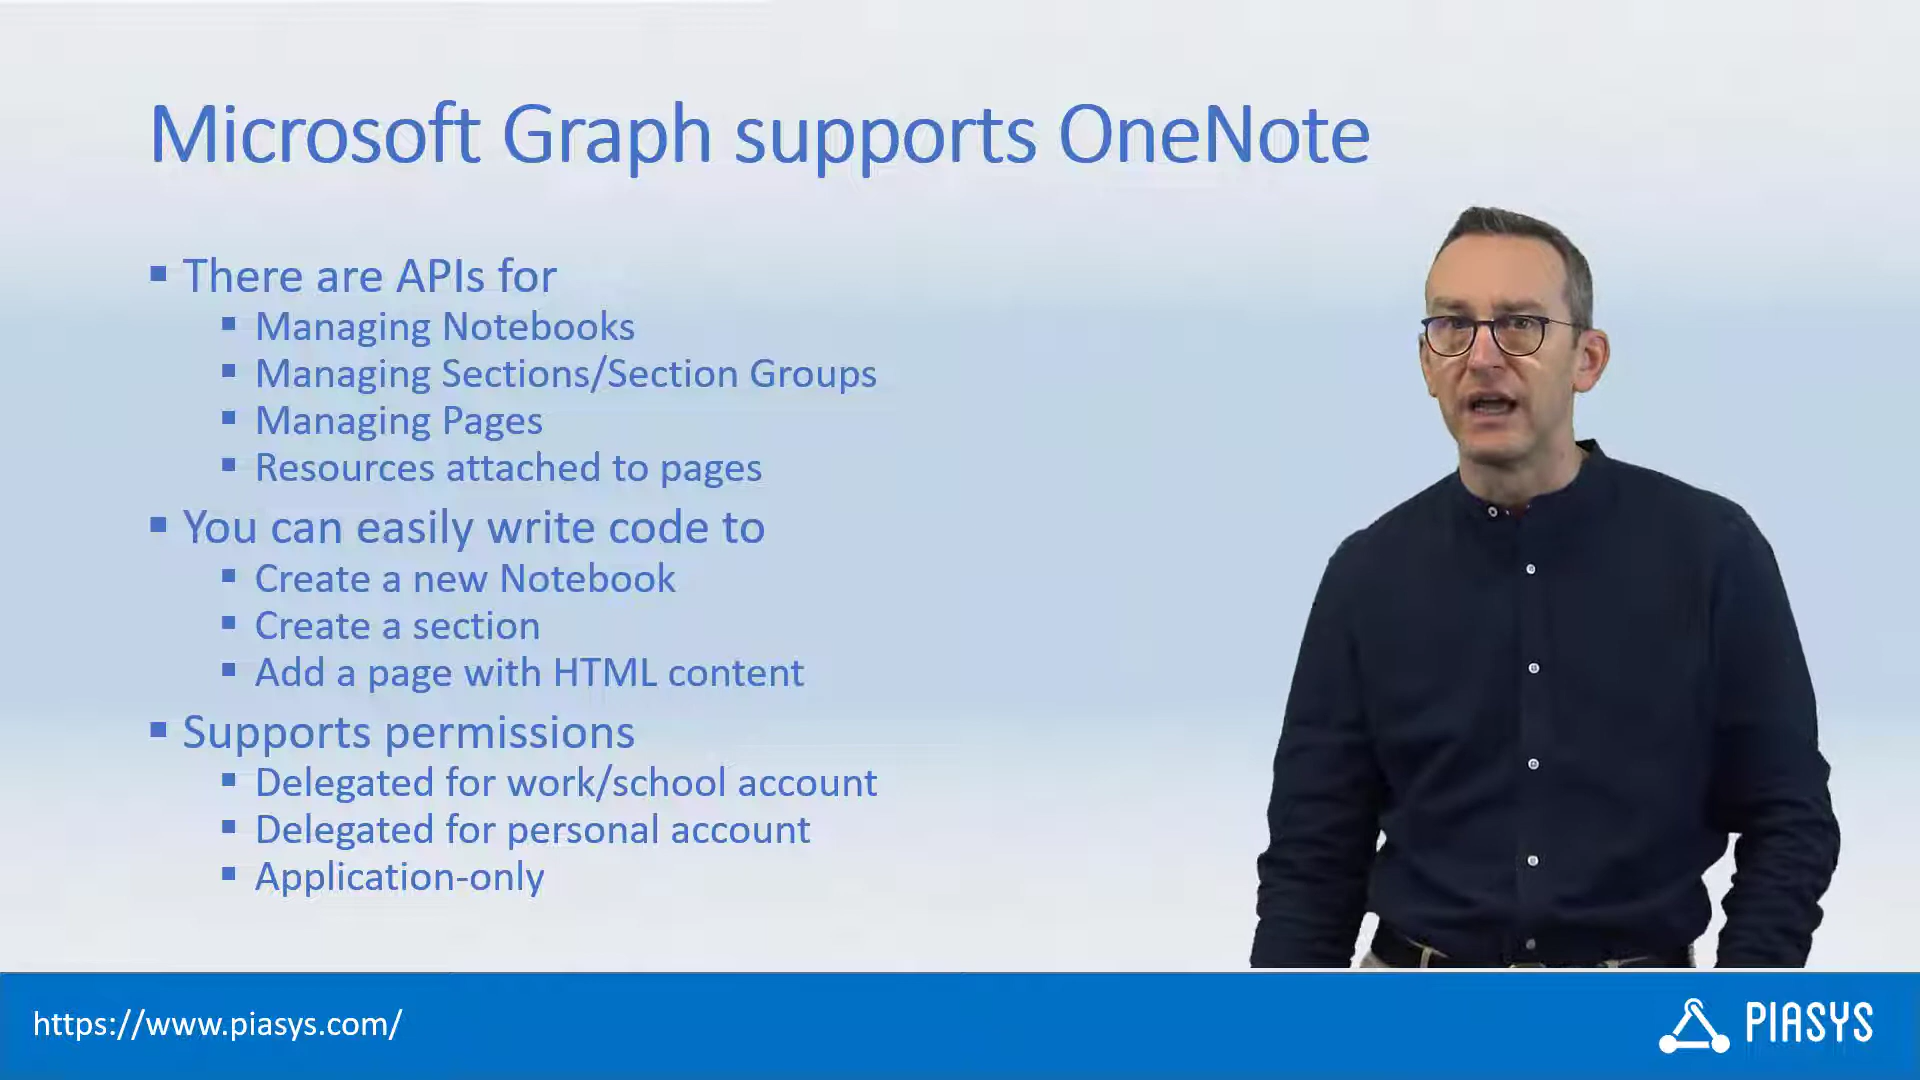 Microsoft Graph supports OneNote
There are APIs for
Managing Notebooks
Managing Sections/Section Groups
Managing Pages
Resources attached to pages
You can easily write code to
Create a new Notebook
Create a section
Add a page with HTML content
Supports permissions
Delegated for work/school account
Delegated for personal account
Application-only
https://www.piasys.com/
PIASYS